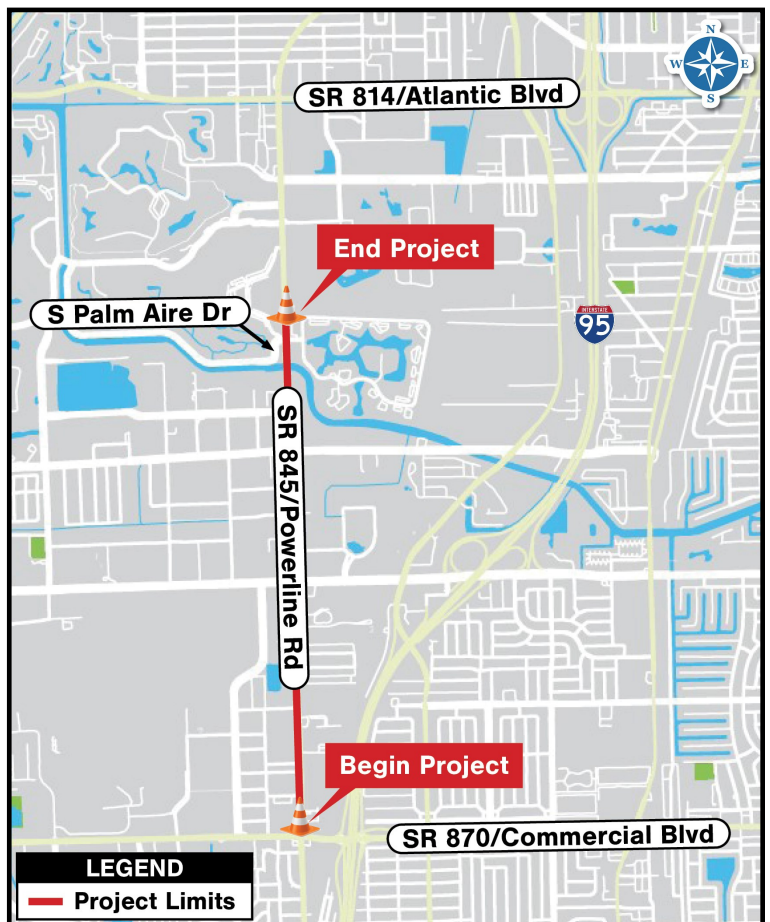 N
W E
S
SR 814/Atlantic Blvd
End Project
S Palm Aire Dr
INTERSTATE
95
SR 845/Powerline Rd
Begin Project
SR 870/Commercial Blvd
LEGEND
Project Limits